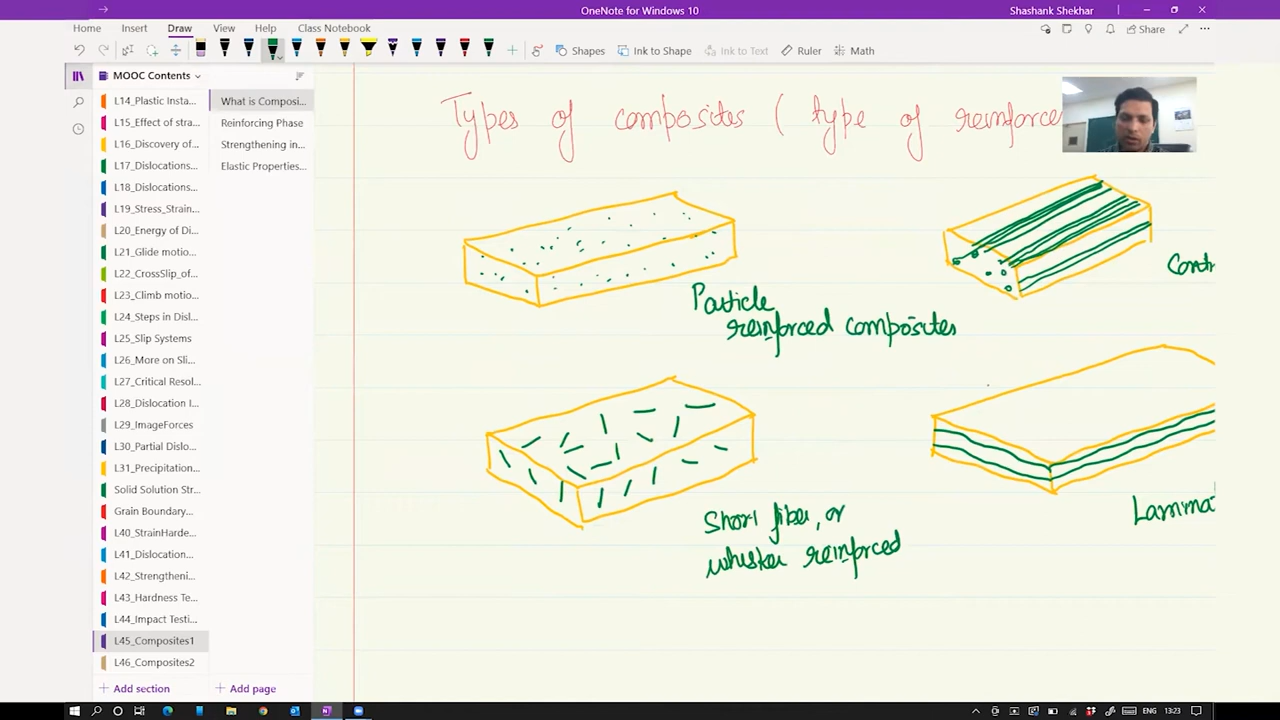 OneNote for Windows 10
Shashank Shekhar
Home Insert Draw View Help Class Notebook
Shapes Ink to Shape Ink to Text Ruler Math
Share
MOOC Contents
L14_Plastic Insta...
L15_Effect of stra...
L16_Discovery of...
L17_Dislocations...
L18_Dislocations...
L19_Stress_Strain...
L20_Energy of Di...
L21_Glide motio...
L22_CrossSlip_of...
L23_Climb motio...
L24_Steps in Disl...
L25_Slip Systems
L26_More on Sli...
L27_Critical Resol...
L28_Dislocation I...
L29_ImageForces
L30_Partial Dislo...
L31_Precipitation...
Solid Solution Str...
Grain Boundary...
L40_StrainHarde...
L41_Dislocation...
L42_Strengtheni...
L43_Hardness Te...
L44_Impact Testi...
L45_Composites1
L46_Composites2
Add section
What is Composi...
Reinforcing Phase
Strengthening in...
Elastic Properties...
Add page
Types of composites ( type of reinforce
Particle
reinforced composites
Conti
Short fiber, or
whisker reinforced
Lamina
ENG 13:23